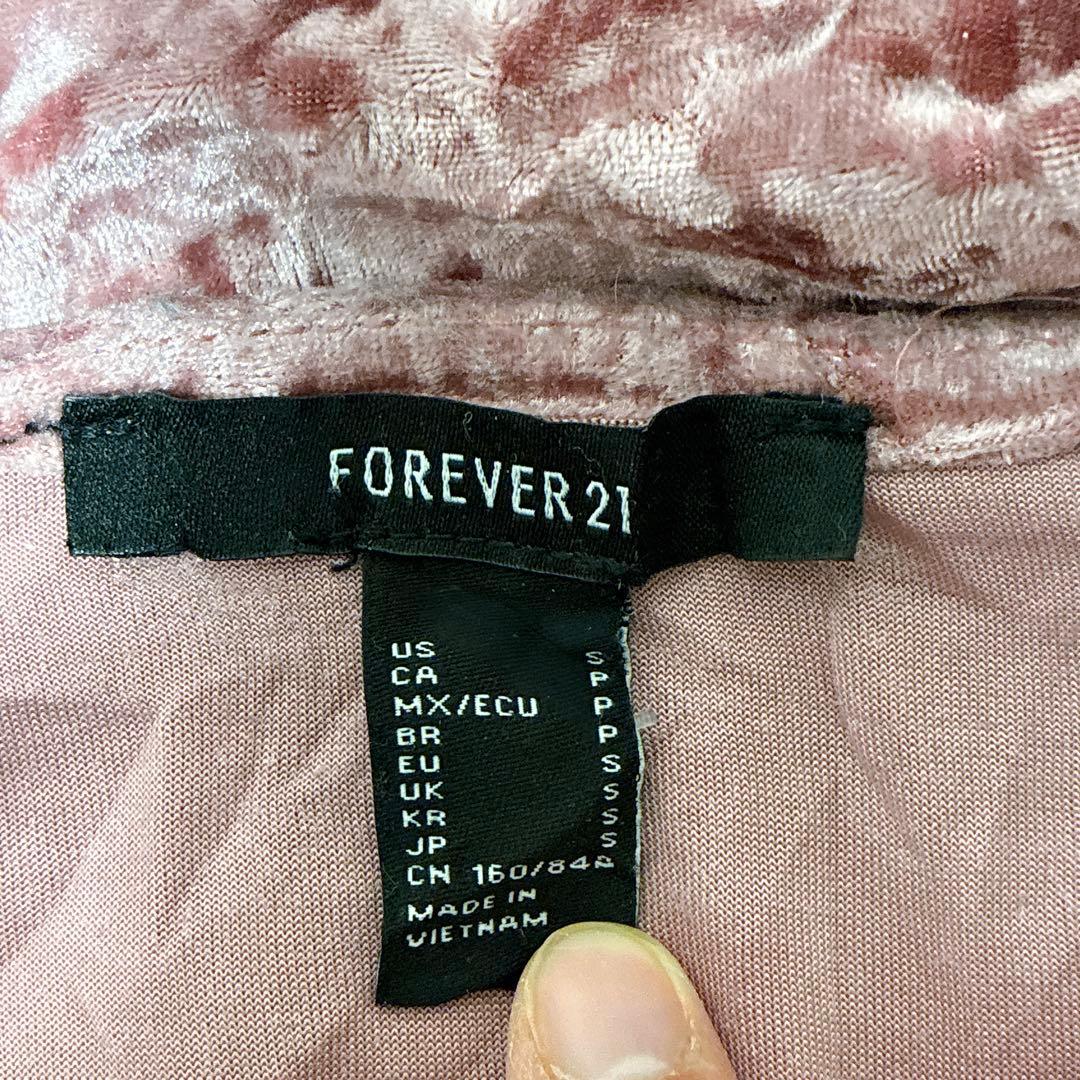 FOREVER 21
US S
CA P
MX/ECU P
BR P
EU S
UK S
KR S
JP S
CN 160/84A
MADE IN
VIETNAM